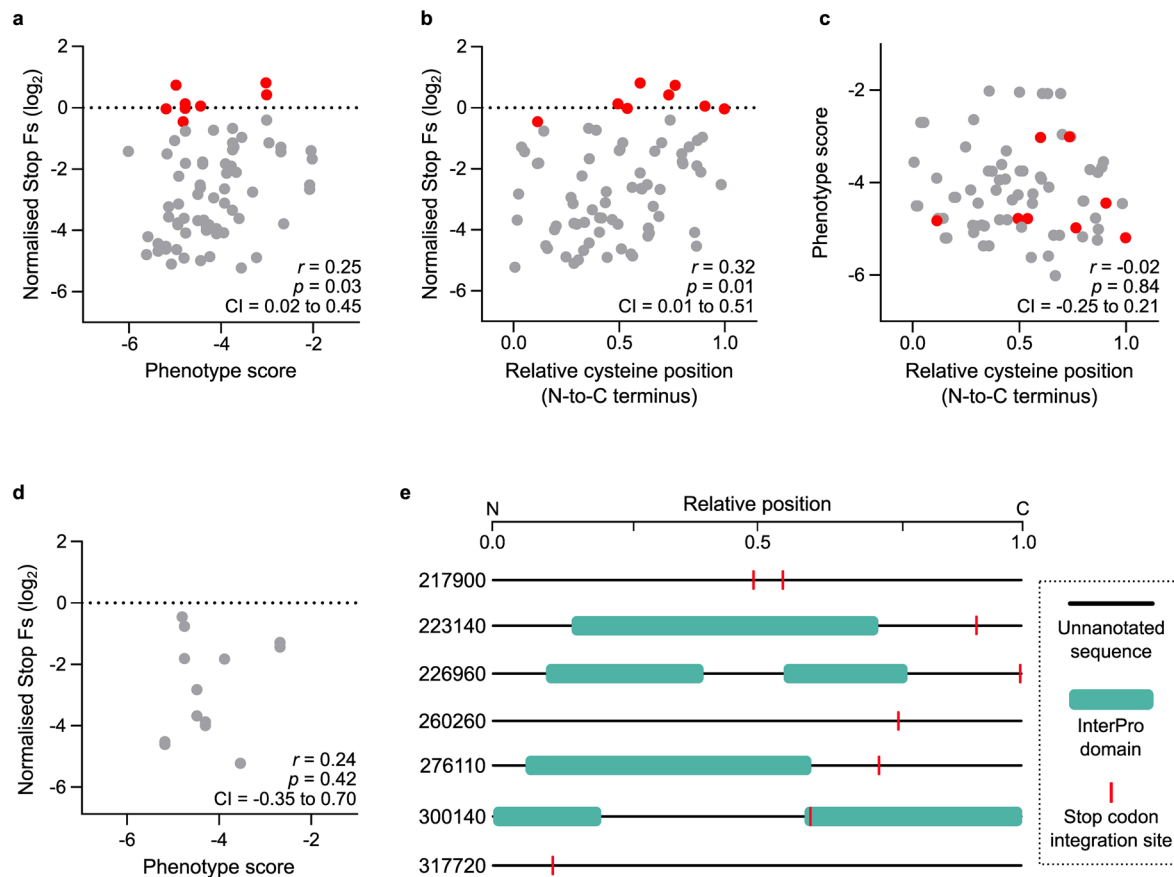 a
Normalised Stop Fs (log2)
2
0
-2
-4
-6
-6
-4
-2
r = 0.25
p = 0.03
CI = 0.02 to 0.45
Phenotype score
b
Normalised Stop Fs (log2)
2
0
-2
-4
-6
0.0
0.5
1.0
r = 0.32
p = 0.01
CI = 0.01 to 0.51
Relative cysteine position
(N-to-C terminus)
c
Phenotype score
-2
-4
-6
0.0
0.5
1.0
r = -0.02
p = 0.84
CI = -0.25 to 0.21
Relative cysteine position
(N-to-C terminus)
d
Normalised Stop Fs (log2)
2
0
-2
-4
-6
-6
-4
-2
r = 0.24
p = 0.42
CI = -0.35 to 0.70
Phenotype score
e
Relative position
N
C
0.0
0.5
1.0
217900
223140
226960
260260
276110
300140
317720
Unnanotated
sequence
InterPro
domain
Stop codon
integration site